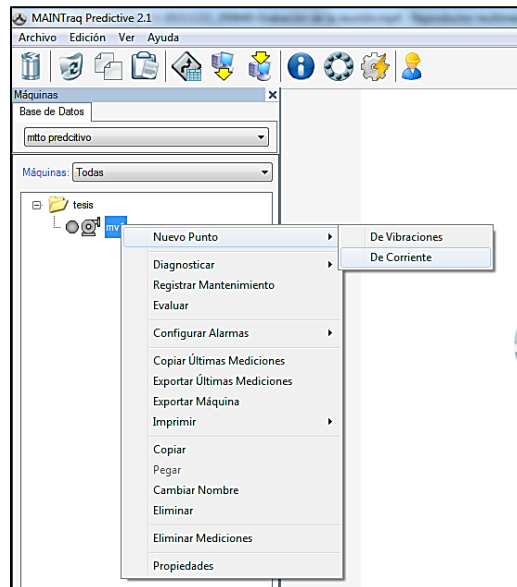 MAINTraq Predictive 2.1
Archivo Edición Ver Ayuda
Máquinas x
Base de Datos
mtto predcitivo
Máquinas: Todas
tesis
Nuevo Punto
De Vibraciones
De Corriente
Diagnosticar
Registrar Mantenimiento
Evaluar
Configurar Alarmas
Copiar Últimas Mediciones
Exportar Últimas Mediciones
Exportar Máquina
Imprimir
Copiar
Pegar
Cambiar Nombre
Eliminar
Eliminar Mediciones
Propiedades